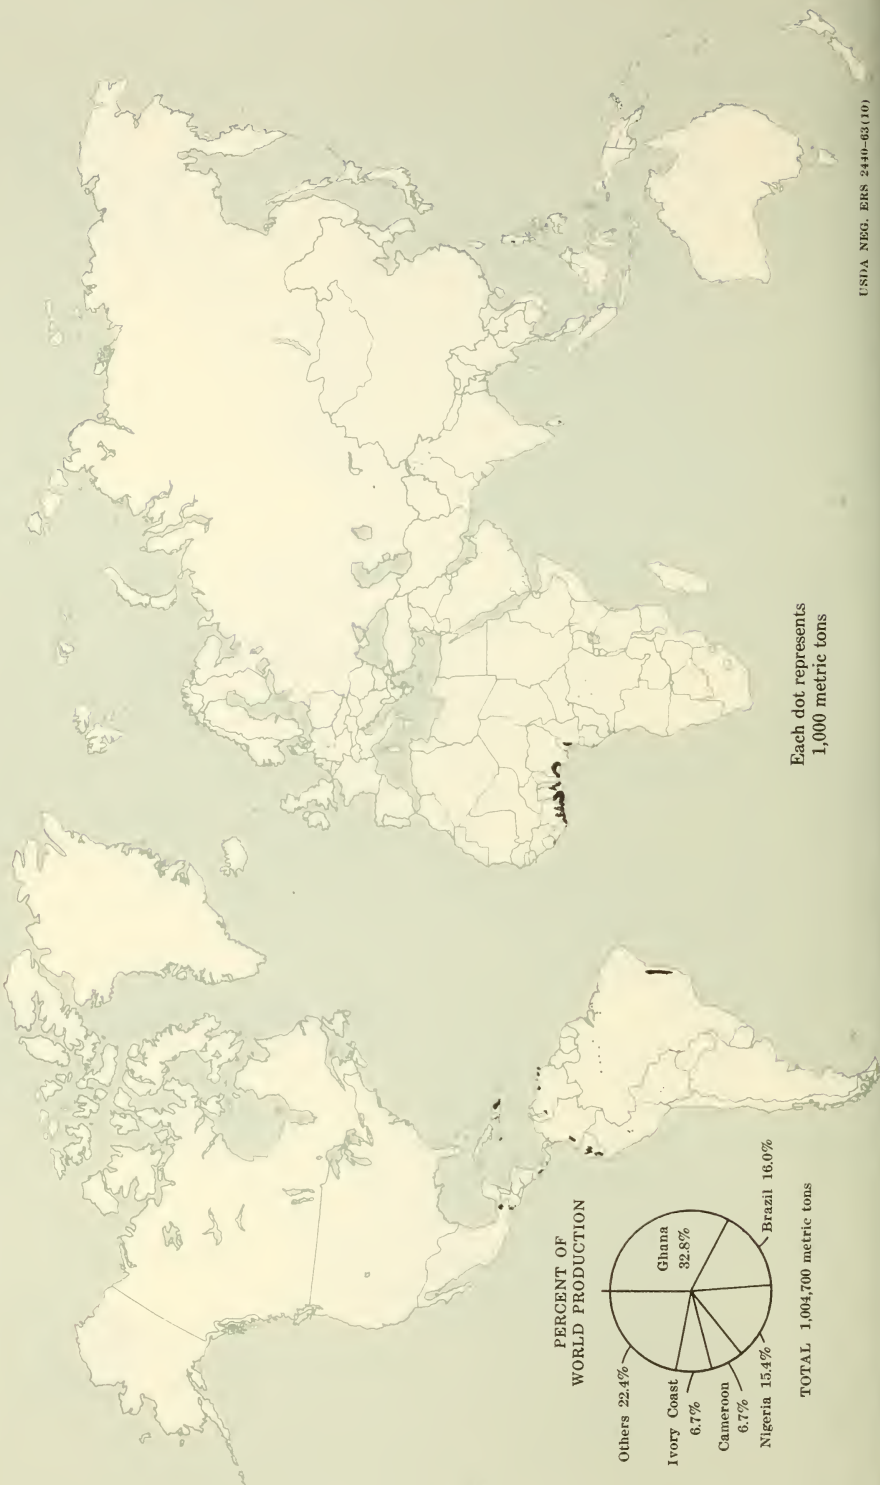 PERCENT OF
WORLD PRODUCTION
Others 22.4%
Ghana
32.8%
Ivory Coast
6.7%
Cameroon
6.7%
Nigeria 15.4%
Brazil 16.0%
TOTAL 1,004,700 metric tons
Each dot represents
1,000 metric tons
USDA NEG. ERS 2440-63(10)